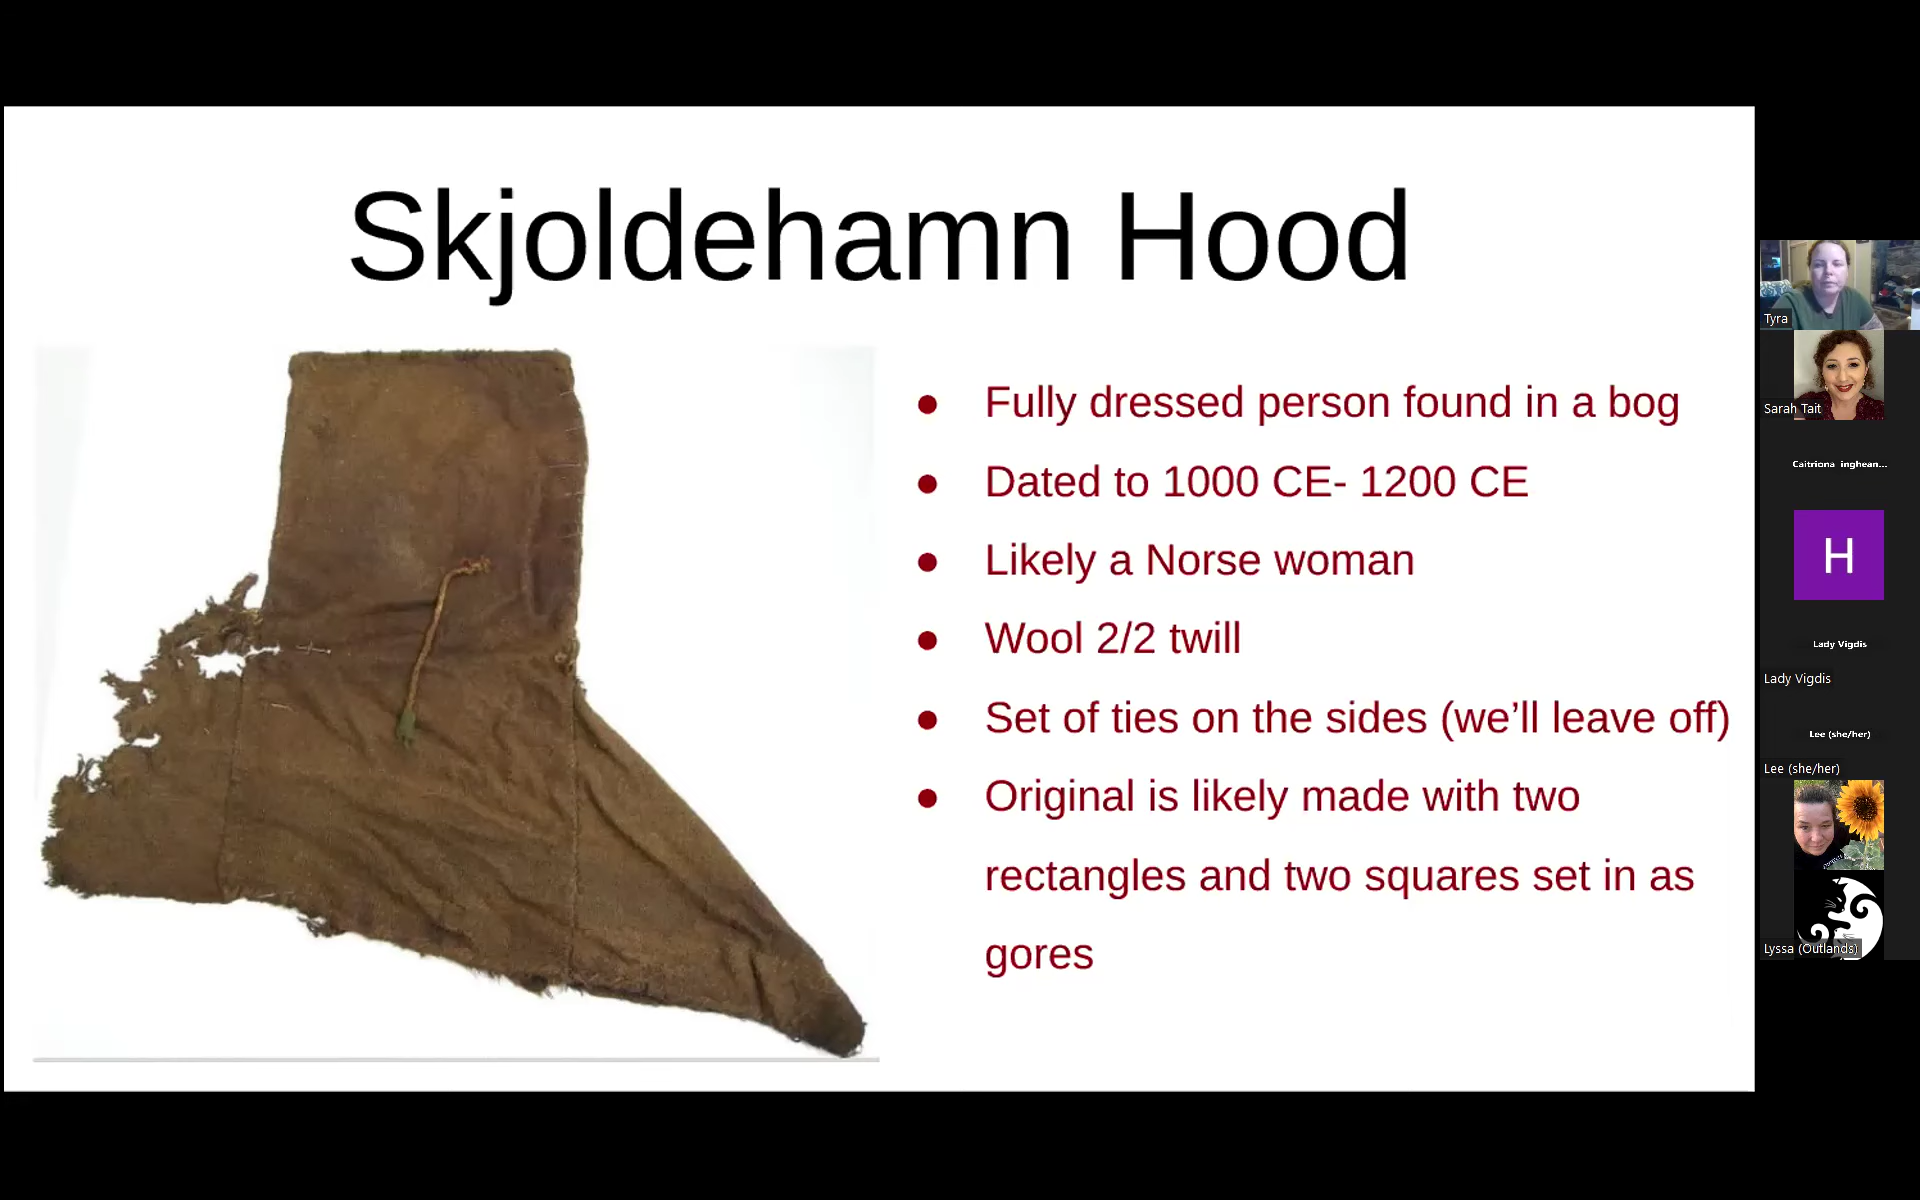 Skjoldehamn Hood
● Fully dressed person found in a bog
● Dated to 1000 CE- 1200 CE
● Likely a Norse woman
● Wool 2/2 twill
● Set of ties on the sides (we’ll leave off)
● Original is likely made with two
rectangles and two squares set in as
gores
Tyra
Sarah Tait
Caitriona inghean...
H
Lady Vigdis
Lady Vigdis
Lee (she/her)
Lee (she/her)
Lyssa (Outlands)